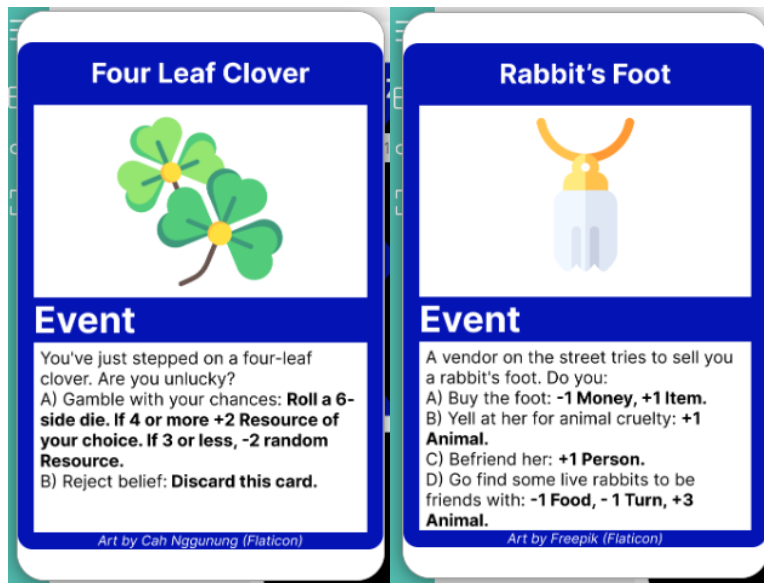 Four Leaf Clover
Event
You've just stepped on a four-leaf
clover. Are you unlucky?
A) Gamble with your chances: Roll a 6-
side die. If 4 or more +2 Resource of
your choice. If 3 or less, -2 random
Resource.
B) Reject belief: Discard this card.
Art by Cah Nggunung (Flaticon)
Rabbit's Foot
Event
A vendor on the street tries to sell you
a rabbit's foot. Do you:
A) Buy the foot: -1 Money, +1 Item.
B) Yell at her for animal cruelty: +1
Animal.
C) Befriend her: +1 Person.
D) Go find some live rabbits to be
friends with: -1 Food, - 1 Turn, +3
Animal.
Art by Freepik (Flaticon)